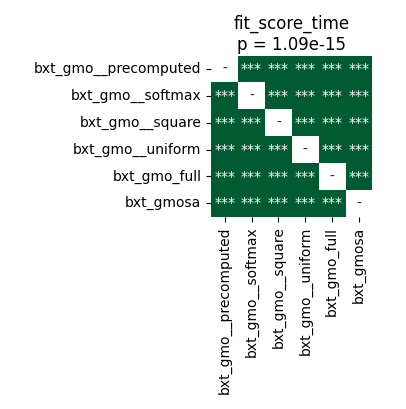 fit_score_time
p = 1.09e-15
bxt_gmo__precomputed - *** *** *** *** ***
bxt_gmo__softmax *** - *** *** *** ***
bxt_gmo__square *** *** - *** *** ***
bxt_gmo__uniform *** *** *** - *** ***
bxt_gmo_full *** *** *** *** - ***
bxt_gmosa *** *** *** *** *** -
bxt_gmo__precomputed
bxt_gmo__softmax
bxt_gmo__square
bxt_gmo__uniform
bxt_gmo_full
bxt_gmosa